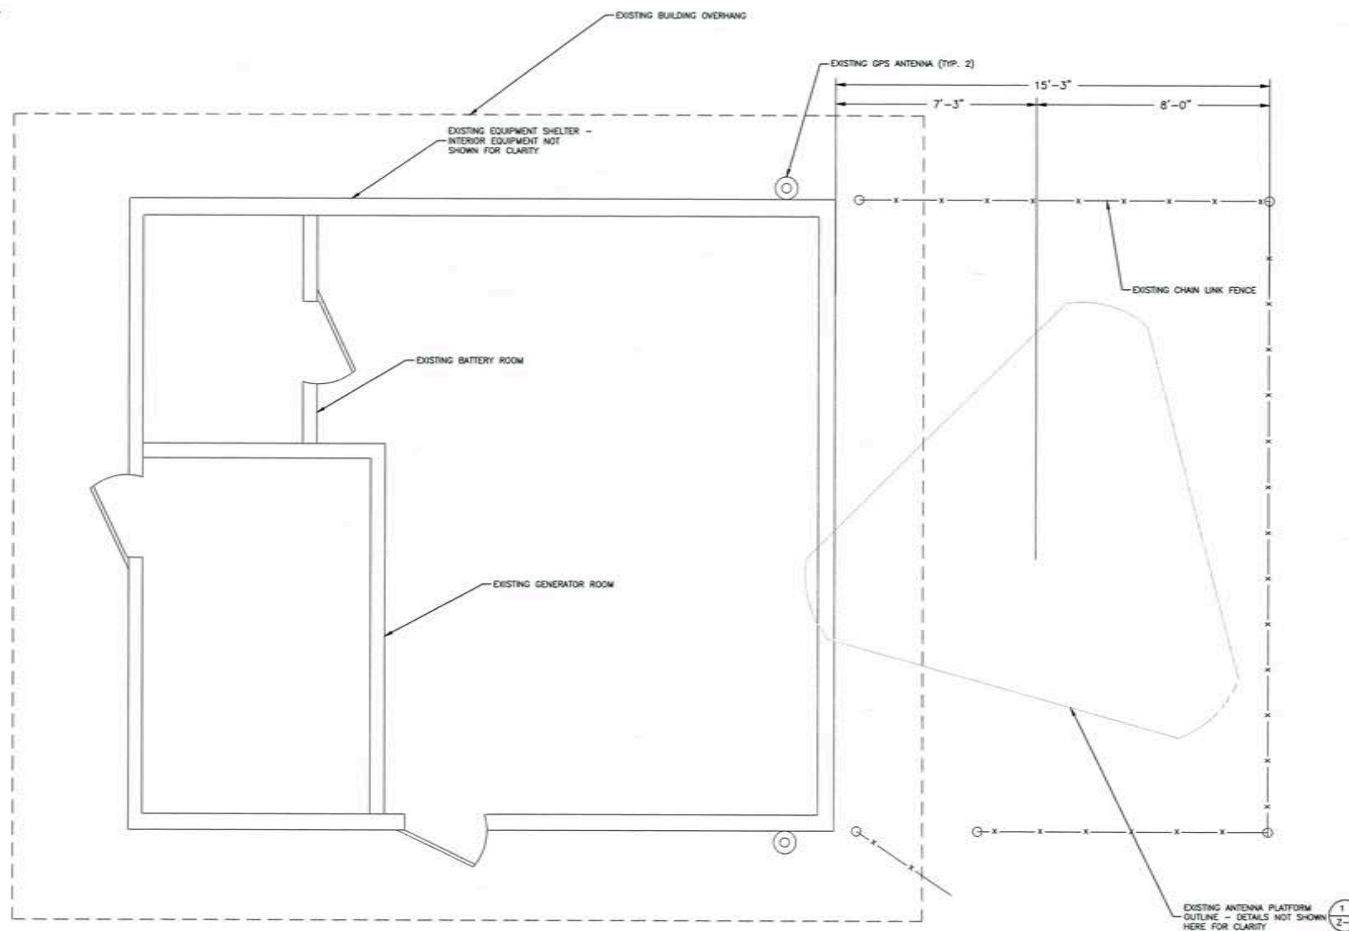 EXISTING BUILDING OVERHANG
EXISTING GPS ANTENNA (TYP. 2)
15'-3"
7'-3"
8'-0"
EXISTING EQUIPMENT SHELTER -
INTERIOR EQUIPMENT NOT
SHOWN FOR CLARITY
EXISTING CHAIN LINK FENCE
EXISTING BATTERY ROOM
EXISTING GENERATOR ROOM
EXISTING ANTENNA PLATFORM
OUTLINE - DETAILS NOT SHOWN
HERE FOR CLARITY
1